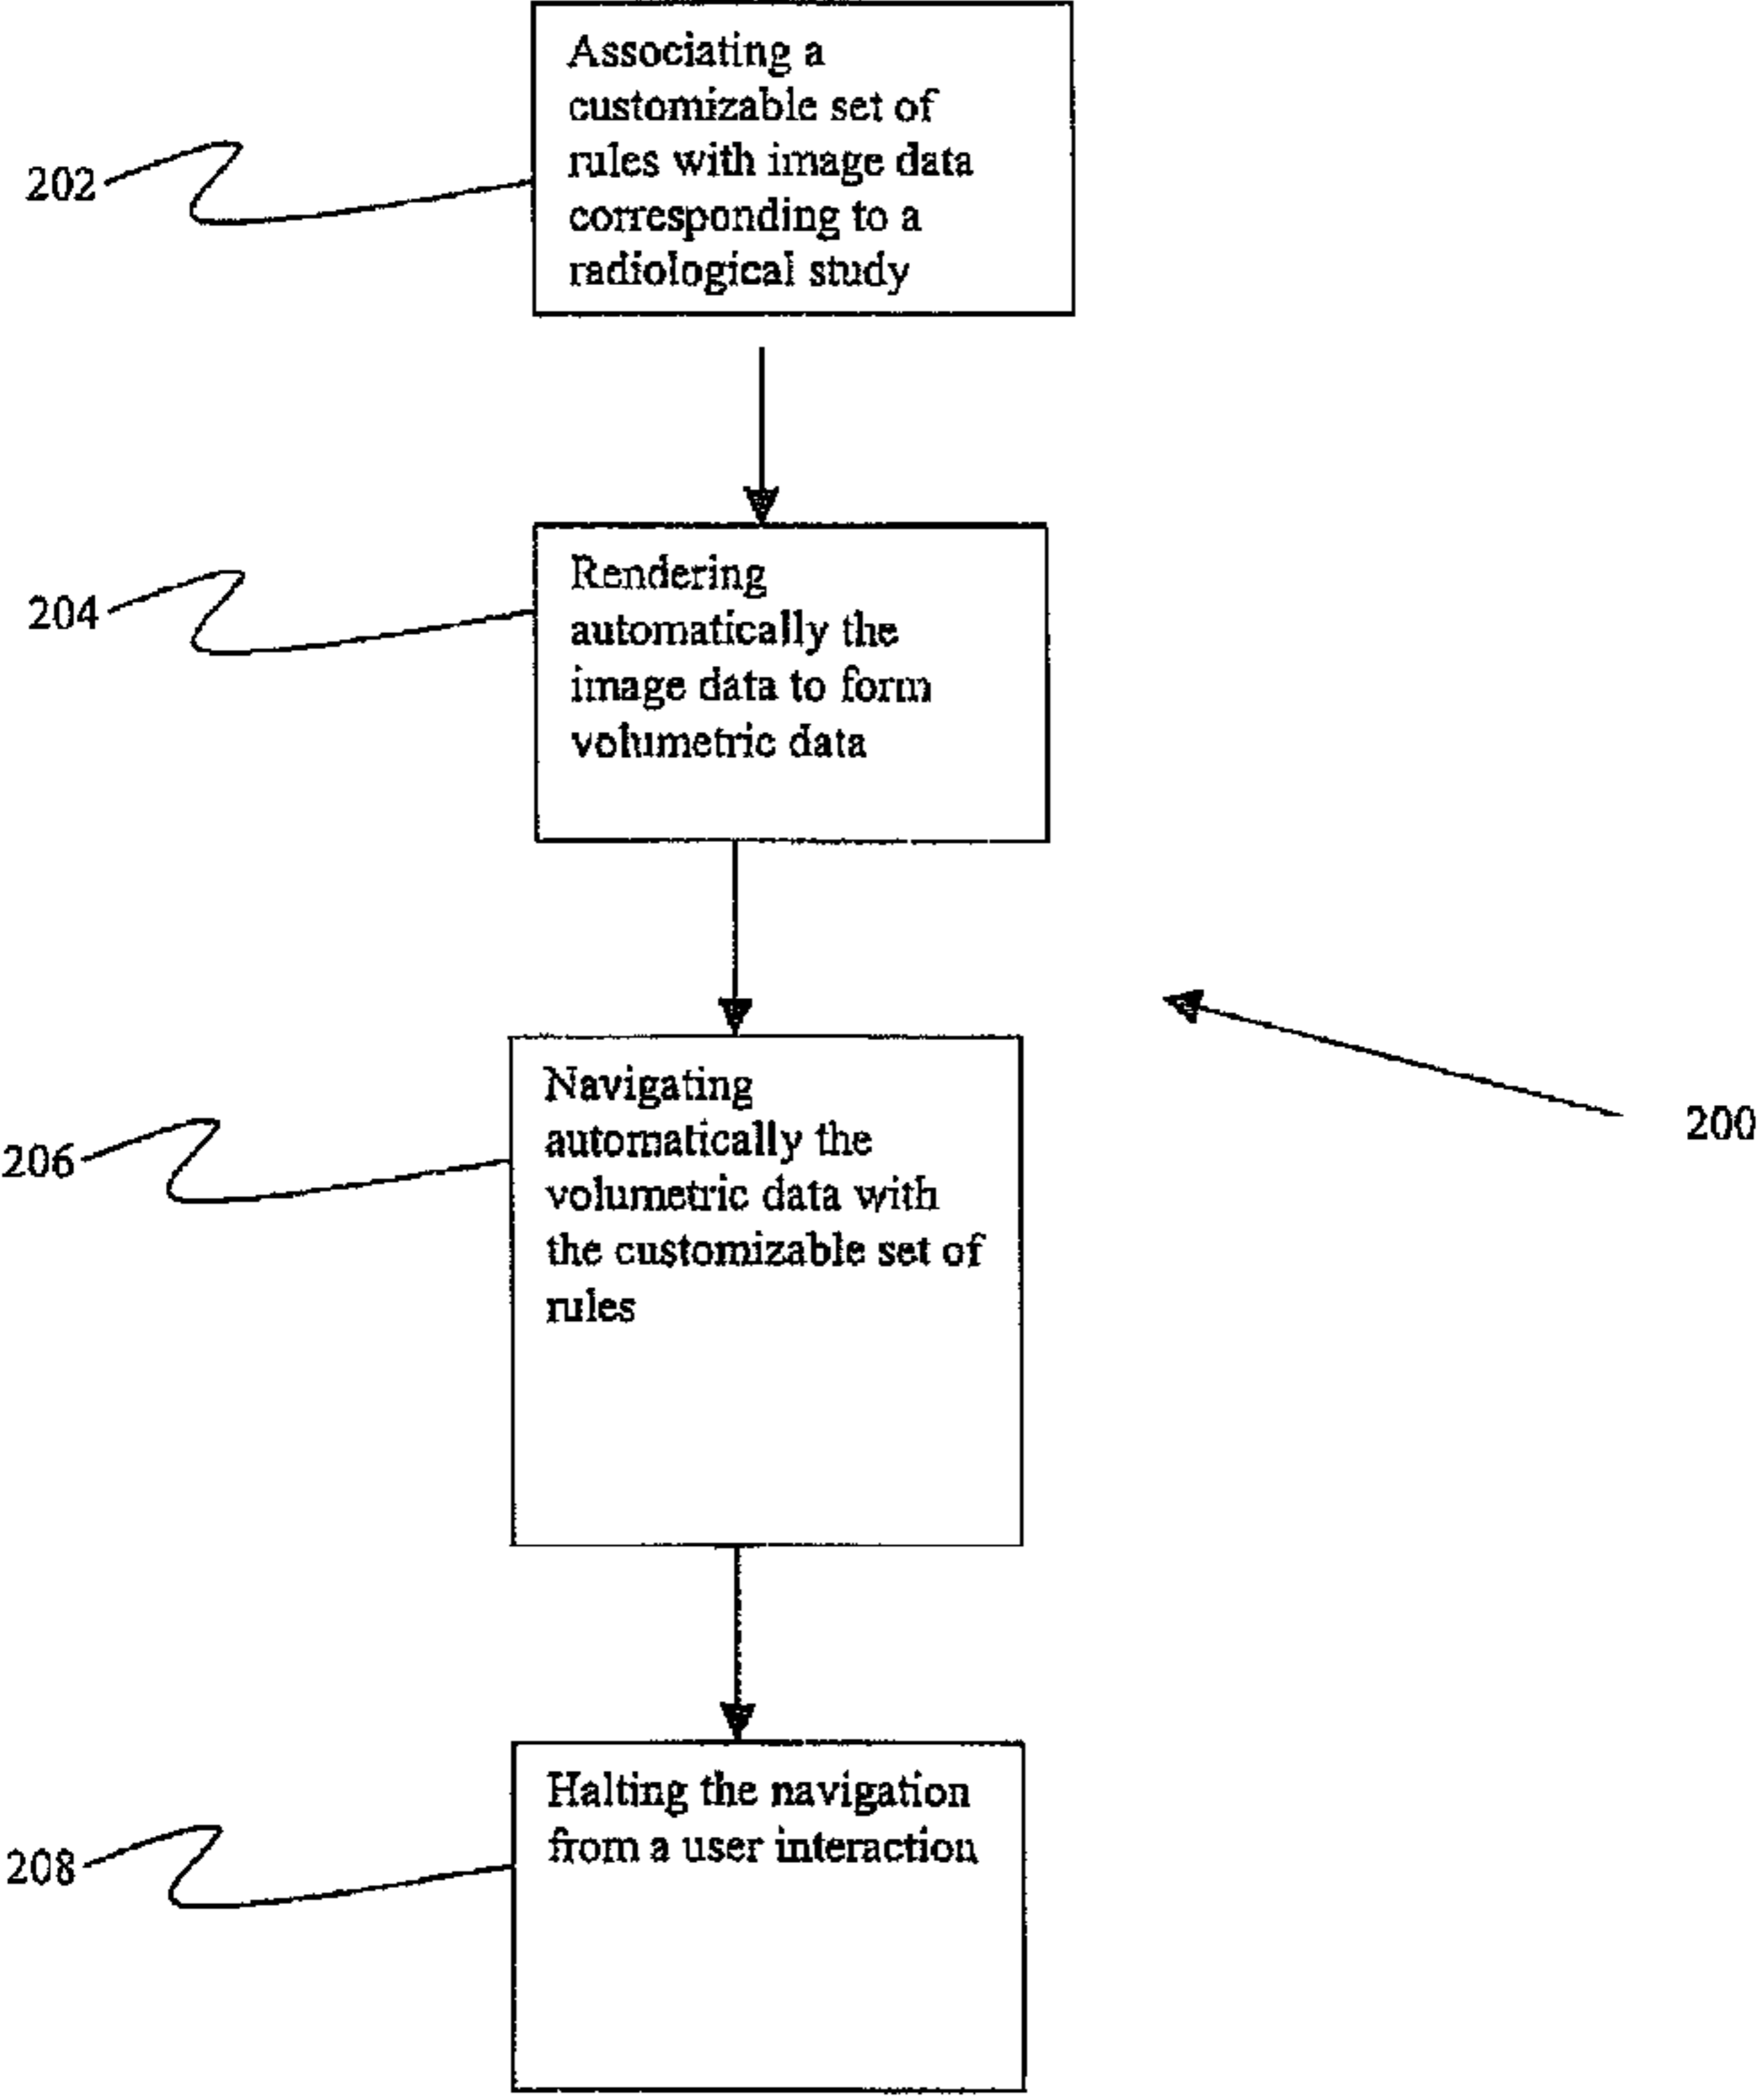 Associating a
customizable set of
rules with image data
corresponding to a
radiological study
202
Rendering
automatically the
image data to form
volumetric data
204
Navigating
automatically the
volumetric data with
the customizable set of
rules
206
200
Halting the navigation
from a user interaction
208